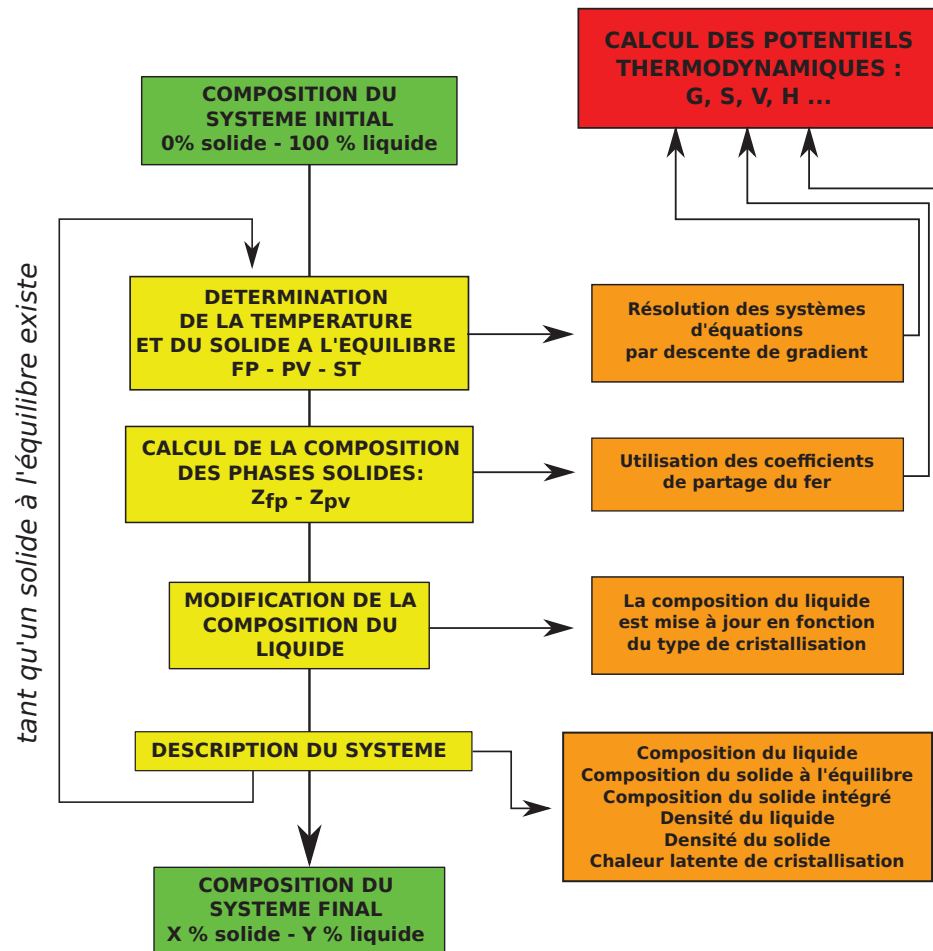 CALCUL DES POTENTIELS
THERMODYNAMIQUES :
G, S, V, H ...
COMPOSITION DU
SYSTEME INITIAL
0% solide - 100 % liquide
tant qu'un solide à l'équilibre existe
DETERMINATION
DE LA TEMPERATURE
ET DU SOLIDE A L'EQUILIBRE
FP - PV - ST
Résolution des systèmes
d'équations
par descente de gradient
CALCUL DE LA COMPOSITION
DES PHASES SOLIDES:
Zfp - Zpv
Utilisation des coefficients
de partage du fer
MODIFICATION DE LA
COMPOSITION DU
LIQUIDE
La composition du liquide
est mise à jour en fonction
du type de cristallisation
DESCRIPTION DU SYSTEME
Composition du liquide
Composition du solide à l'équilibre
Composition du solide intégré
Densité du liquide
Densité du solide
Chaleur latente de cristallisation
COMPOSITION DU
SYSTEME FINAL
X % solide - Y % liquide